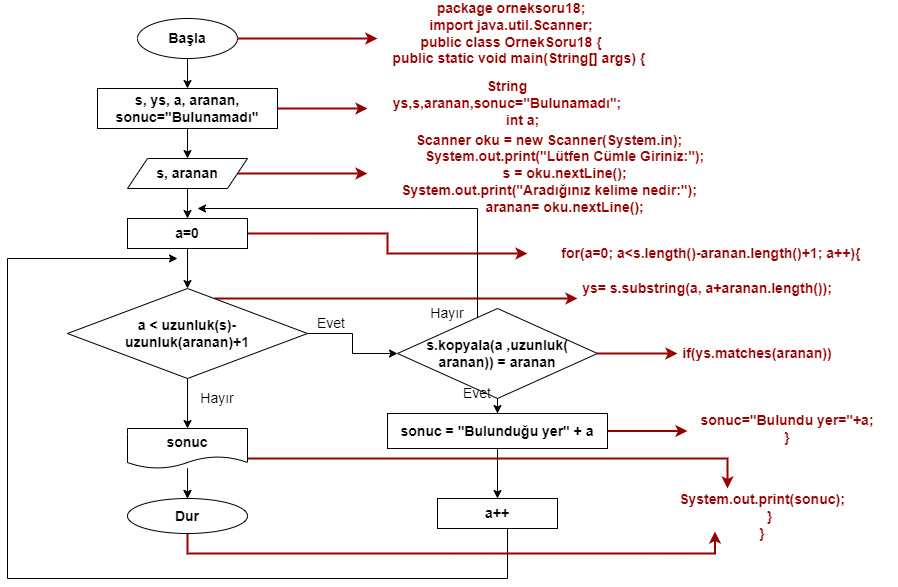 package orneksoru18;
import java.util.Scanner;
public class OrnekSoru18 {
public static void main(String[] args) {
Başla
s, ys, a, aranan,
sonuc="Bulunamadı"
String
ys,s,aranan,sonuc="Bulunamadı";
int a;
s, aranan
Scanner oku = new Scanner(System.in);
System.out.print("Lütfen Cümle Giriniz:");
s = oku.nextLine();
System.out.print("Aradığınız kelime nedir:");
aranan= oku.nextLine();
a=0
for(a=0; a<s.length()-aranan.length()+1; a++){
ys= s.substring(a, a+aranan.length());
a < uzunluk(s)-
uzunluk(aranan)+1
Evet
Hayır
s.kopyala(a ,uzunluk(
aranan)) = aranan
if(ys.matches(aranan))
Hayır
Evet
sonuc = "Bulunduğu yer" + a
sonuc="Bulundu yer="+a;
}
sonuc
a++
System.out.print(sonuc);
}
}
Dur